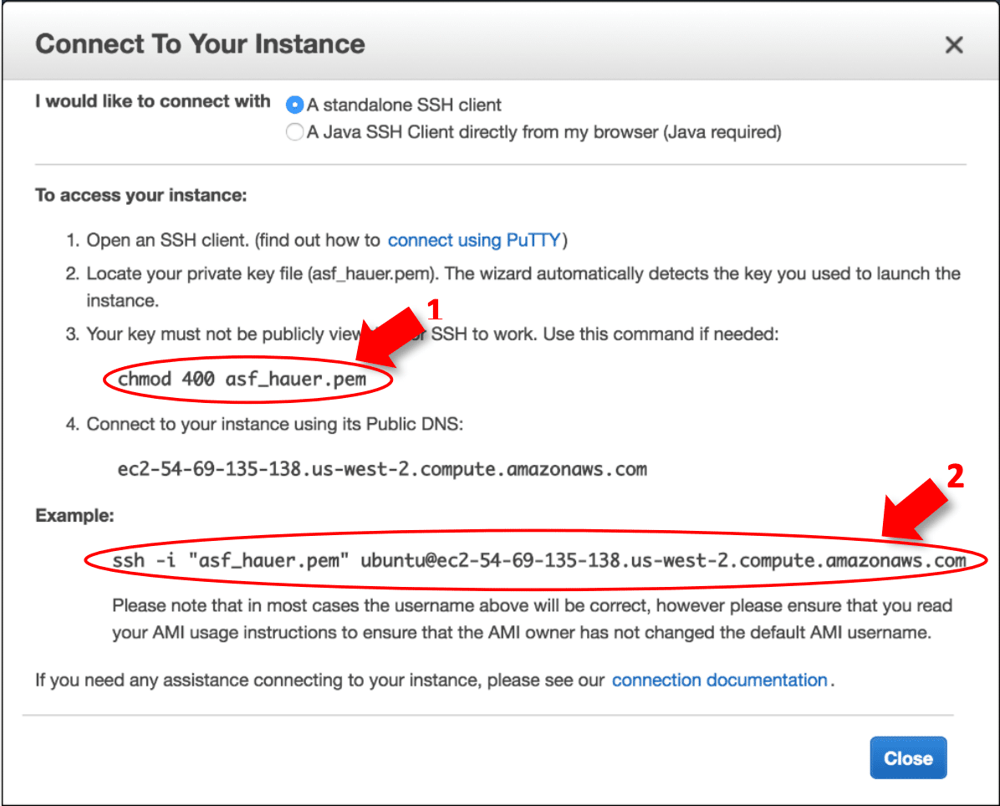 Connect To Your Instance
I would like to connect with
A standalone SSH client
A Java SSH Client directly from my browser (Java required)
To access your instance:
1. Open an SSH client. (find out how to connect using PuTTY)
2. Locate your private key file (asf_hauer.pem). The wizard automatically detects the key you used to launch the
instance.
1
3. Your key must not be publicly SSH to work. Use this command if needed:
chmod 400 asf_hauer.pem
4. Connect to your instance using its Public DNS:
ec2-54-69-135-138.us-west-2.compute.amazonaws.com
2
Example:
ssh -i "asf_hauer.pem" ubuntu@ec2-54-69-135-138.us-west-2.compute.amazonaws.com
Please note that in most cases the username above will be correct, however please ensure that you read
your AMI usage instructions to ensure that the AMI owner has not changed the default AMI username.
If you need any assistance connecting to your instance, please see our connection documentation.
Close